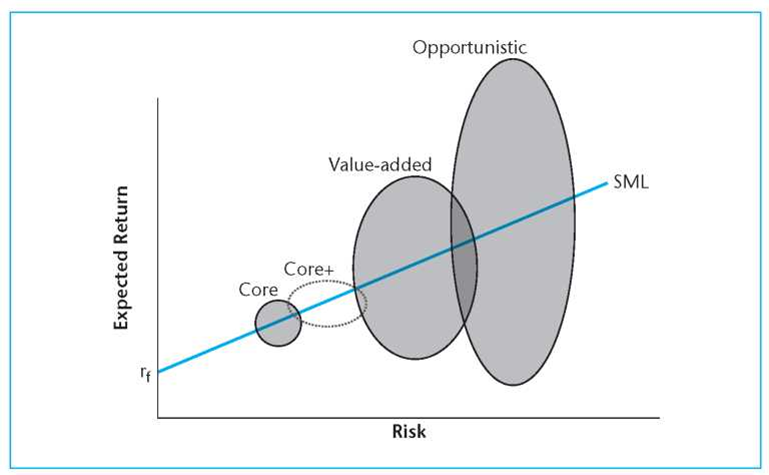 Opportunistic
Value-added
SML
Core+
Core
Expected Return
rf
Risk